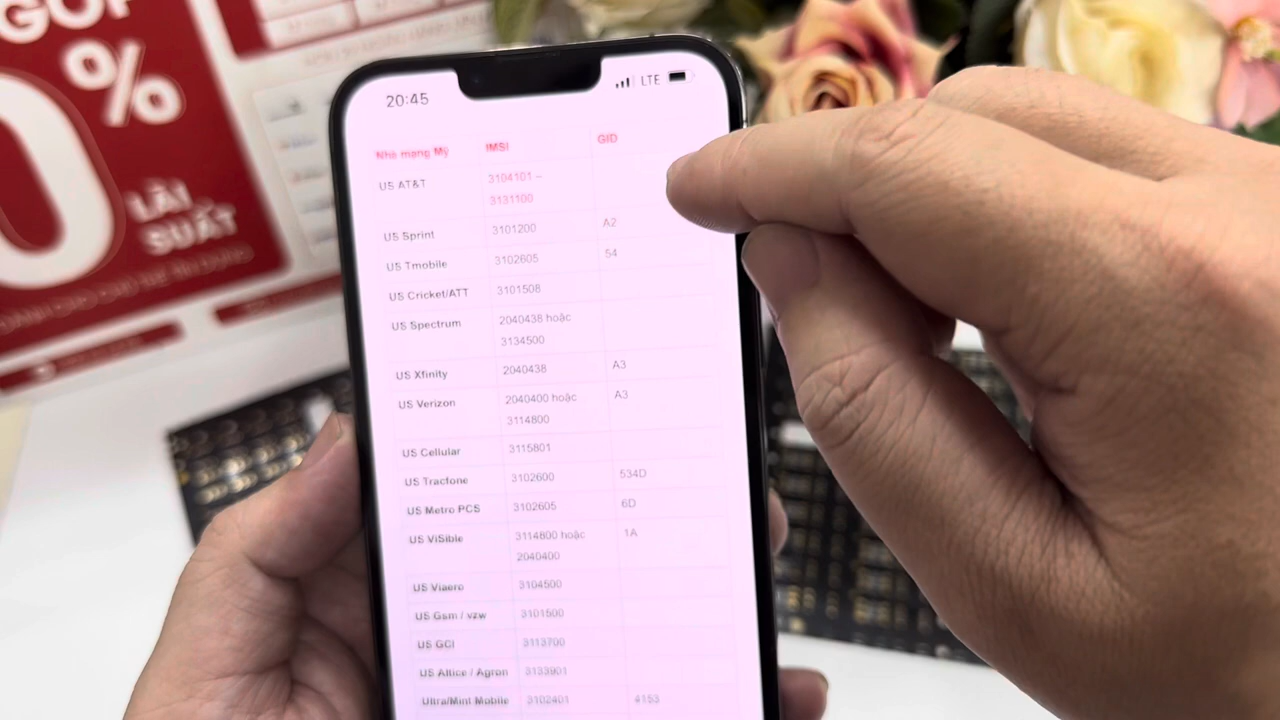 GÓP
0%
LÃI
SUẤT
20:45 LTE
Nhà mạng Mỹ IMSI GID
US AT&T 3104101 –
3131100
US Sprint 3101200 A2
US Tmobile 3102605 54
US Cricket/ATT 3101508
US Spectrum 2040438 hoặc
3134500
US Xfinity 2040438 A3
US Verizon 2040400 hoặc A3
3114800
US Cellular 3115801
US Tracfone 3102600 534D
US Metro PCS 3102605 6D
US ViSible 3114800 hoặc 1A
2040400
US Viaero 3104500
US Gsm / vzw 3101500
US GCI 3113700
US Altice / Agron 3133901
Ultra/Mint Mobile 3102401 4153